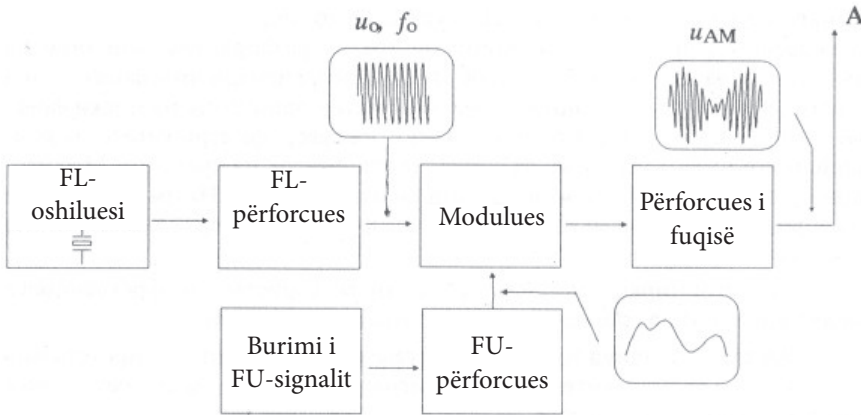 u₀, f₀
u_AM
A
FL-
oshiluesi
FL-
përforcues
Modulues
Përforcues i
fuqisë
Burimi i
FU-signalit
FU-
përforcues